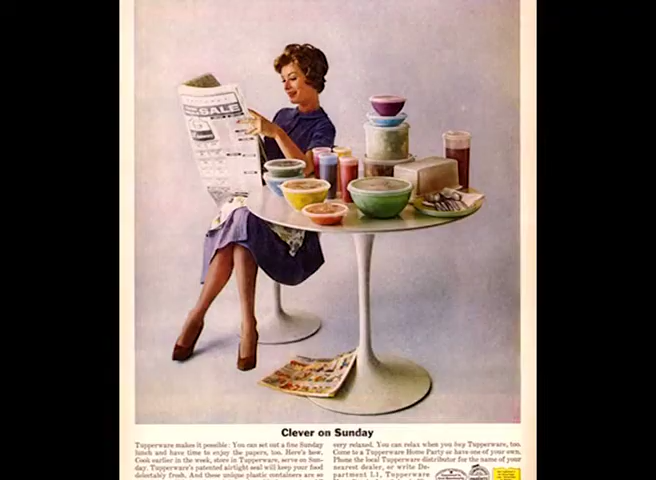 SALE
Clever on Sunday
Tupperware makes it possible: You can set out a fine Sunday
lunch and have time to enjoy the papers, too. Here's how.
Cook earlier in the week, store in Tupperware, serve on Sun-
day. Tupperware's patented airtight seal will keep your food
delectably fresh. And these unique plastic containers are so
very relaxed. You can relax when you buy Tupperware, too.
Come to a Tupperware Home Party or have one of your own.
Phone the local Tupperware distributor for the name of your
nearest dealer, or write De-
partment L1, Tupperware